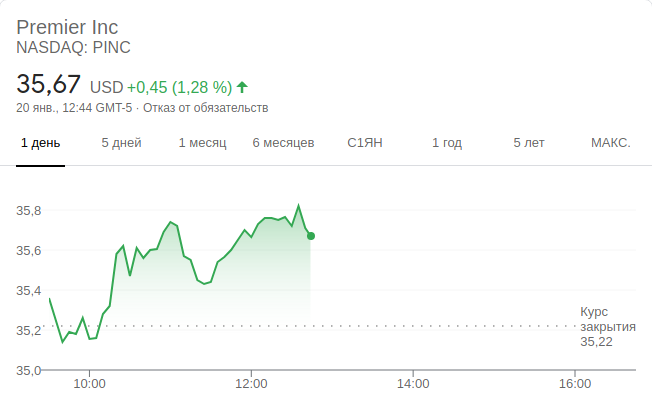 Premier Inc
NASDAQ: PINC
35,67 USD +0,45 (1,28 %)
20 янв., 12:44 GMT-5 · Отказ от обязательств
1 день 5 дней 1 месяц 6 месяцев С1ЯН 1 год 5 лет МАКС.
35,8
35,6
35,4
Курс
35,2 закрытия
35,22
35,0
10:00 12:00 14:00 16:00